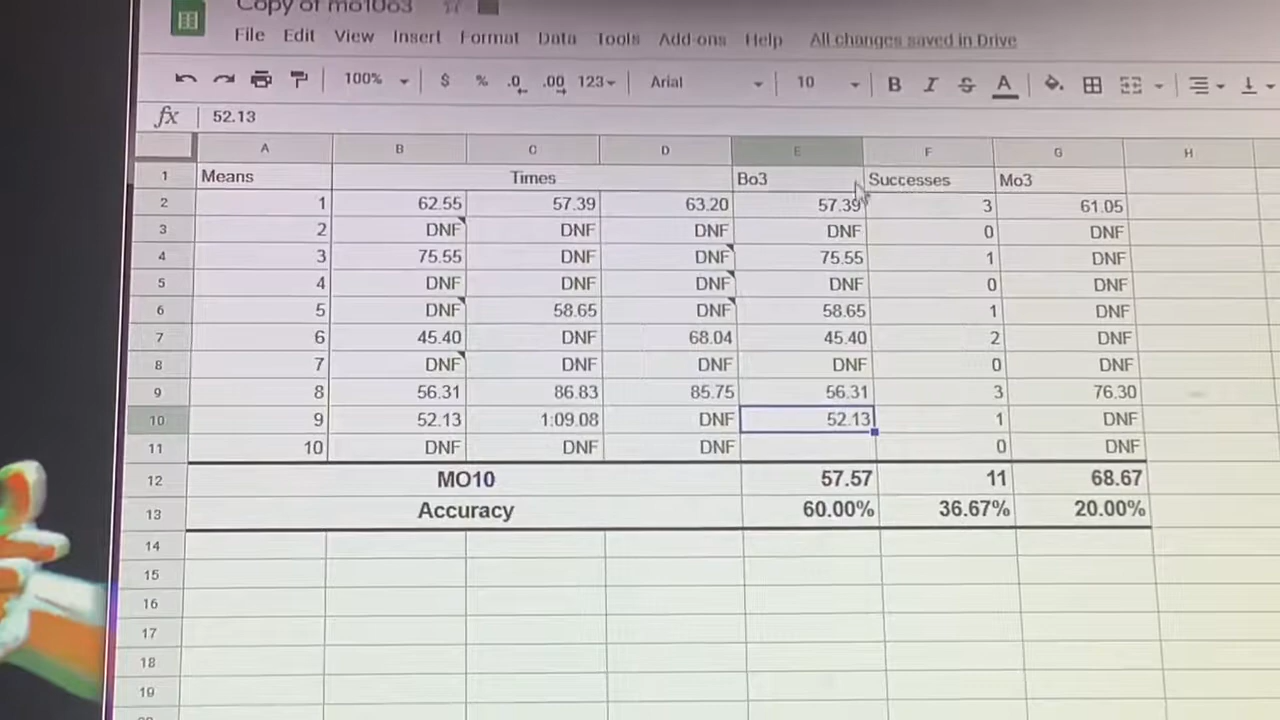 Copy of mo10o3
File Edit View Insert Format Data Tools Add-ons Help All changes saved in Drive
100% $ % .0 .00 123 Arial 10 B I S A
fx 52.13
A B C D E F G H
1 Means Times Bo3 Successes Mo3
2 1 62.55 57.39 63.20 57.39 3 61.05
3 2 DNF DNF DNF DNF 0 DNF
4 3 75.55 DNF DNF 75.55 1 DNF
5 4 DNF DNF DNF DNF 0 DNF
6 5 DNF 58.65 DNF 58.65 1 DNF
7 6 45.40 DNF 68.04 45.40 2 DNF
8 7 DNF DNF DNF DNF 0 DNF
9 8 56.31 86.83 85.75 56.31 3 76.30
10 9 52.13 1:09.08 DNF 52.13 1 DNF
11 10 DNF DNF DNF 0 DNF
12 MO10 57.57 11 68.67
13 Accuracy 60.00% 36.67% 20.00%
14
15
16
17
18
19